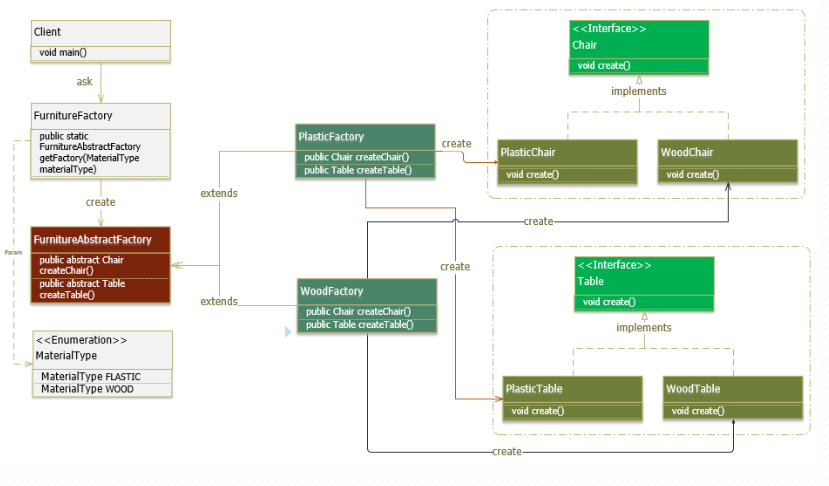 Client
void main()
ask
FurnitureFactory
public static
FurnitureAbstractFactory
getFactory(MaterialType
materialType)
create
FurnitureAbstractFactory
public abstract Chair
createChair()
public abstract Table
createTable()
Param
<<Enumeration>>
MaterialType
MaterialType FLASTIC
MaterialType WOOD
extends
extends
PlasticFactory
public Chair createChair()
public Table createTable()
WoodFactory
public Chair createChair()
public Table createTable()
create
create
create
create
<<Interface>>
Chair
void create()
implements
PlasticChair
void create()
WoodChair
void create()
<<Interface>>
Table
void create()
implements
PlasticTable
void create()
WoodTable
void create()